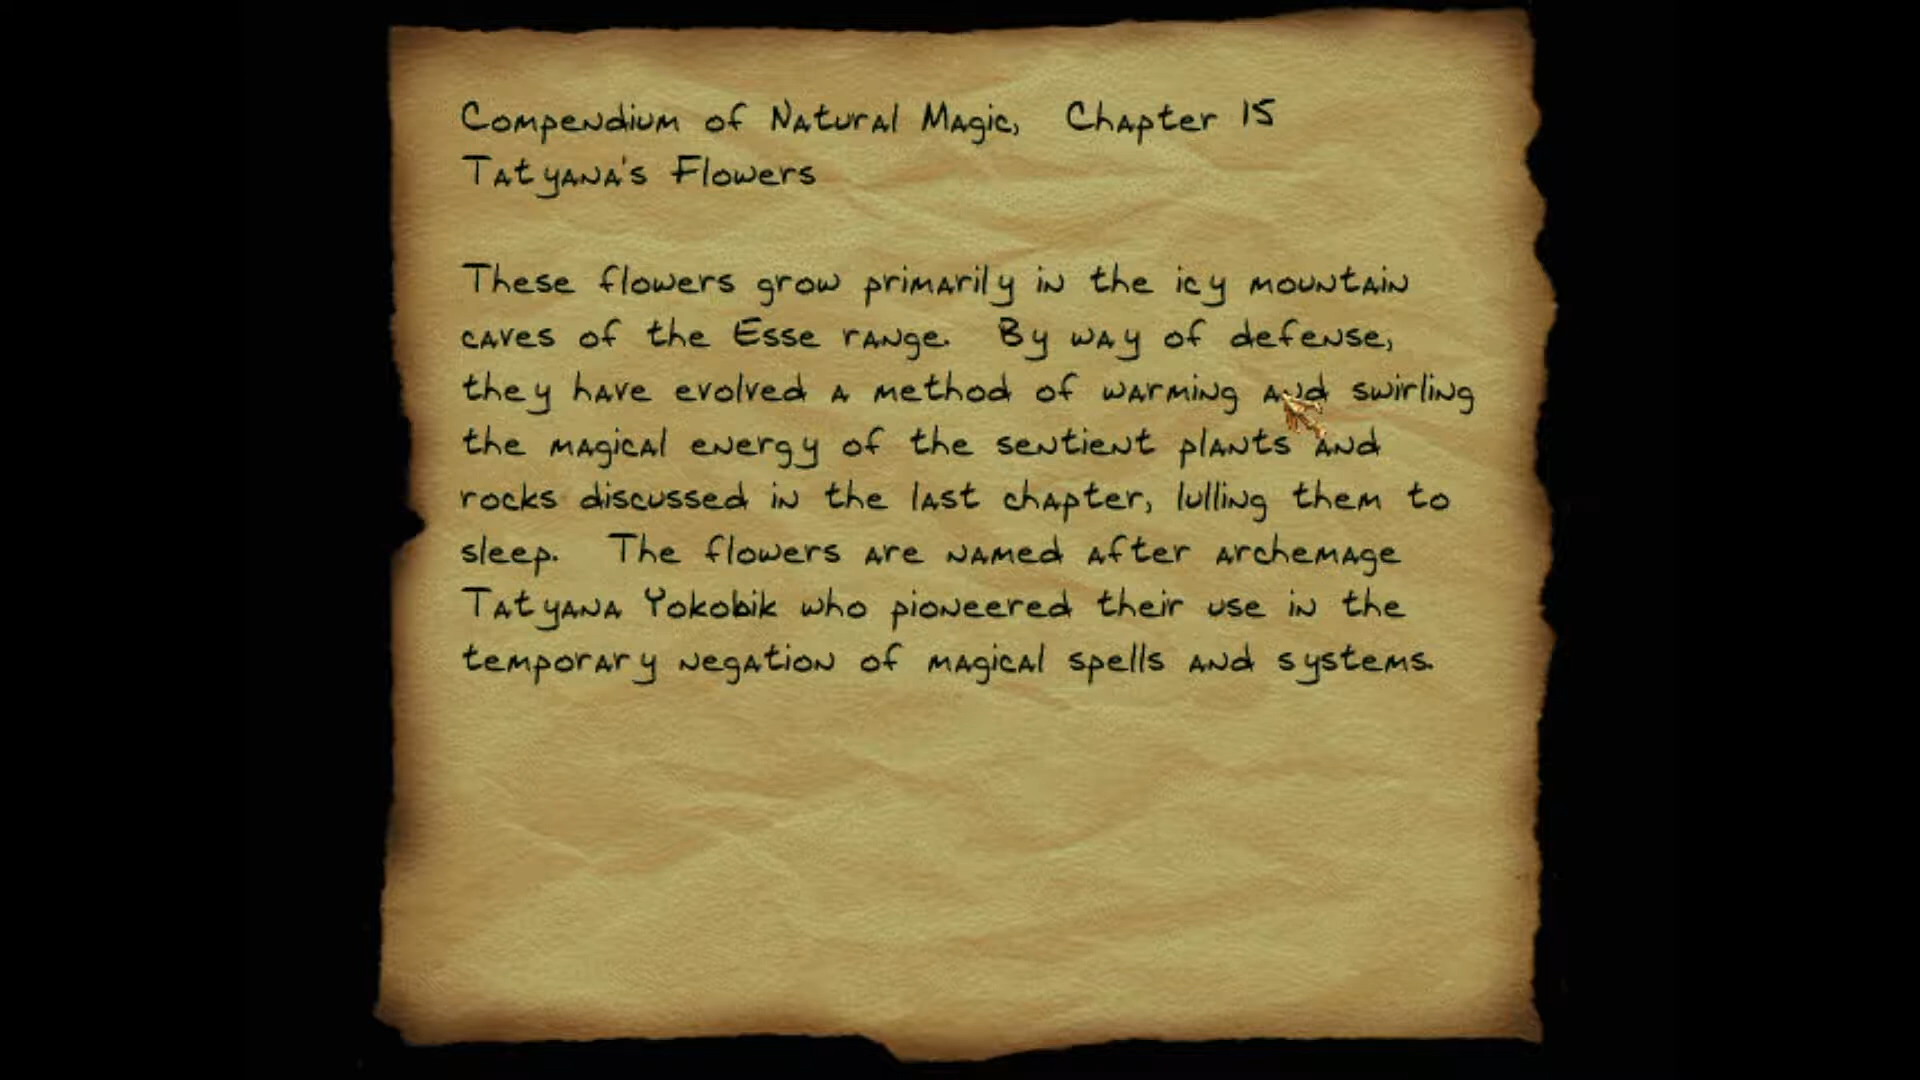 Compendium of Natural Magic, Chapter 15
Tatyana's Flowers
These flowers grow primarily in the icy mountain
caves of the Esse range. By way of defense,
they have evolved a method of warming and swirling
the magical energy of the sentient plants and
rocks discussed in the last chapter, lulling them to
sleep. The flowers are named after archemage
Tatyana Yokobik who pioneered their use in the
temporary negation of magical spells and systems.